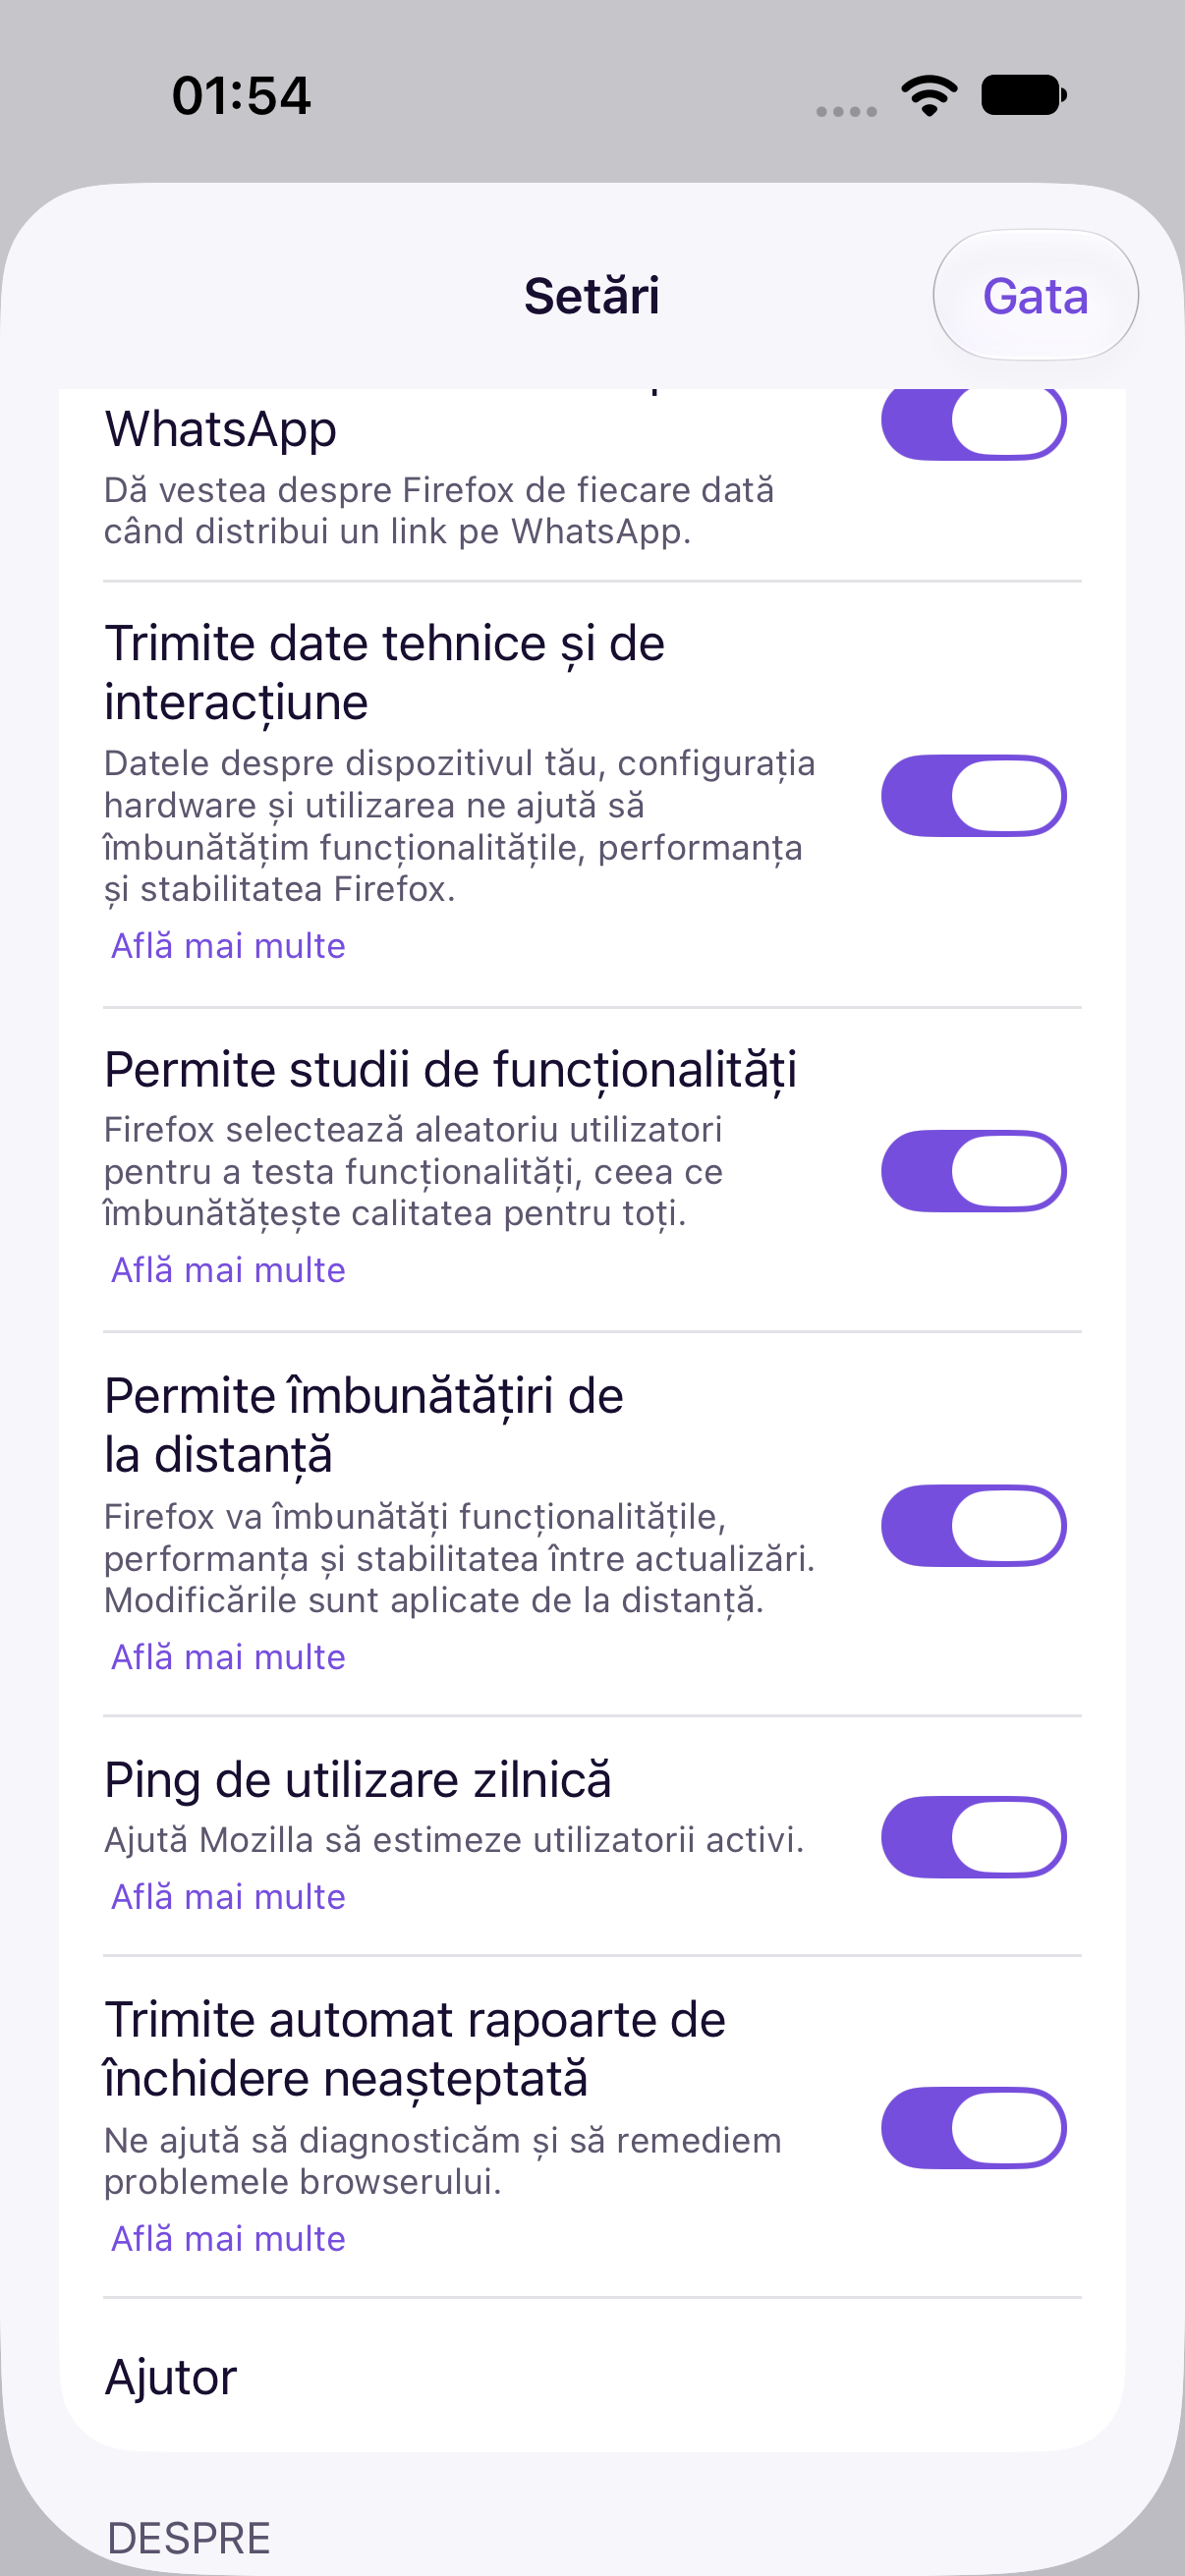 01:54
Setări
Gata
WhatsApp
Dă vestea despre Firefox de fiecare dată
când distribui un link pe WhatsApp.
Trimite date tehnice și de
interacțiune
Datele despre dispozitivul tău, configurația
hardware și utilizarea ne ajută să
îmbunătățim funcționalitățile, performanța
și stabilitatea Firefox.
Află mai multe
Permite studii de funcționalități
Firefox selectează aleatoriu utilizatori
pentru a testa funcționalități, ceea ce
îmbunătățește calitatea pentru toți.
Află mai multe
Permite îmbunătățiri de
la distanță
Firefox va îmbunătăți funcționalitățile,
performanța și stabilitatea între actualizări.
Modificările sunt aplicate de la distanță.
Află mai multe
Ping de utilizare zilnică
Ajută Mozilla să estimeze utilizatorii activi.
Află mai multe
Trimite automat rapoarte de
închidere neașteptată
Ne ajută să diagnosticăm și să remediem
problemele browserului.
Află mai multe
Ajutor
DESPRE